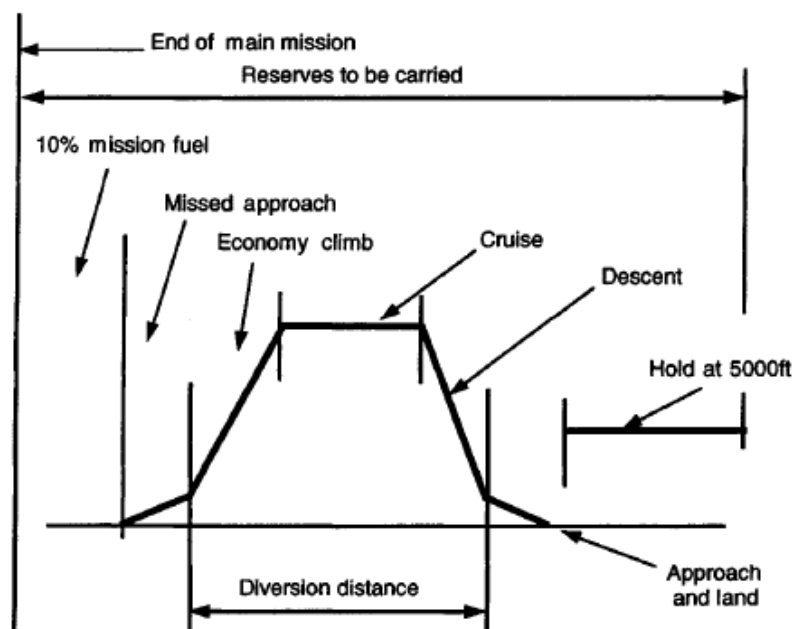 End of main mission
Reserves to be carried
10% mission fuel
Missed approach
Economy climb
Cruise
Descent
Hold at 5000ft
Diversion distance
Approach
and land